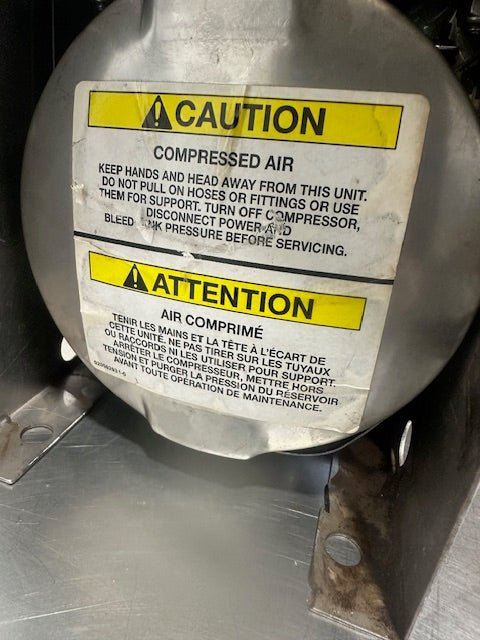 CAUTION
COMPRESSED AIR
KEEP HANDS AND HEAD AWAY FROM THIS UNIT.
DO NOT PULL ON HOSES OR FITTINGS OR USE
THEM FOR SUPPORT. TURN OFF COMPRESSOR,
DISCONNECT POWER AND
BLEED PRESSURE BEFORE SERVICING.
ATTENTION
AIR COMPRIMÉ
TENIR LES MAINS ET LA TÊTE À L'ÉCART DE
CETTE UNITÉ. NE PAS TIRER SUR LES TUYAUX
OU RACCORDS NI LES UTILISER POUR SUPPORT.
ARRÊTER LE COMPRESSEUR, METTRE HORS
TENSION ET PURGER LA PRESSION DU RÉSERVOIR
AVANT TOUTE OPÉRATION DE MAINTENANCE.